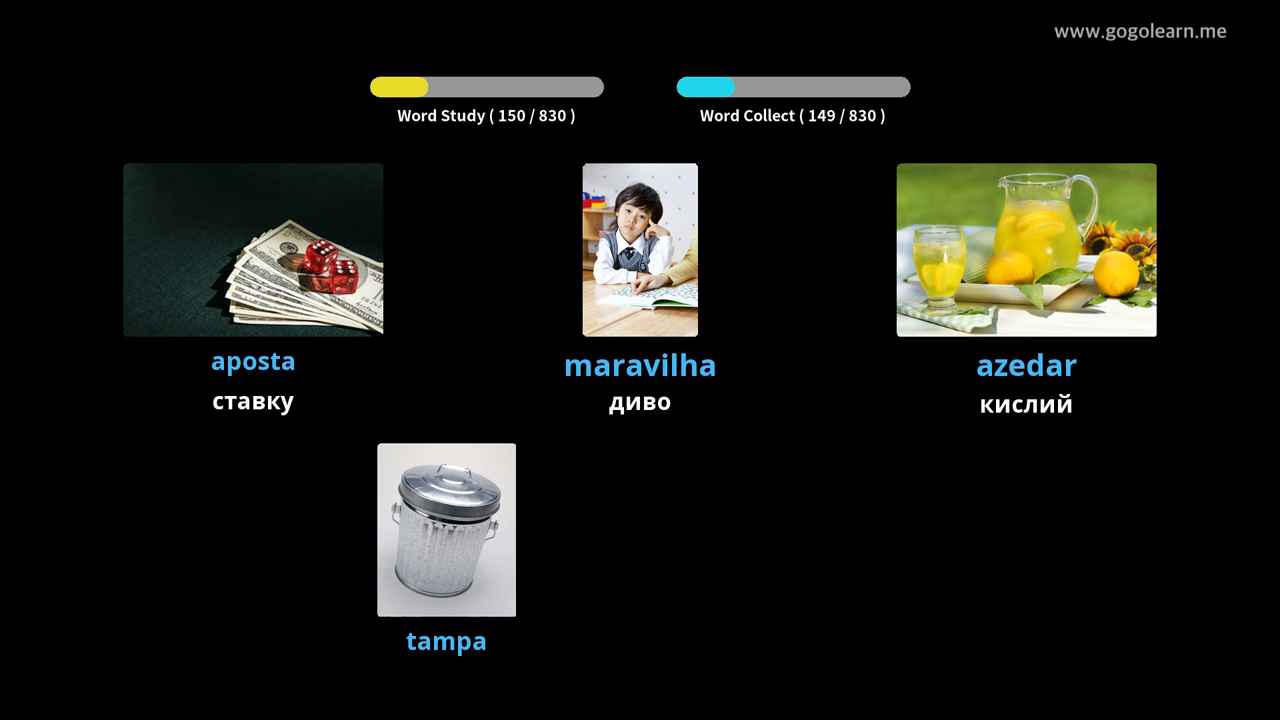 www.gogolearn.me
Word Study ( 150 / 830 )
Word Collect ( 149 / 830 )
aposta
ставку
maravilha
диво
azedar
кислий
tampa